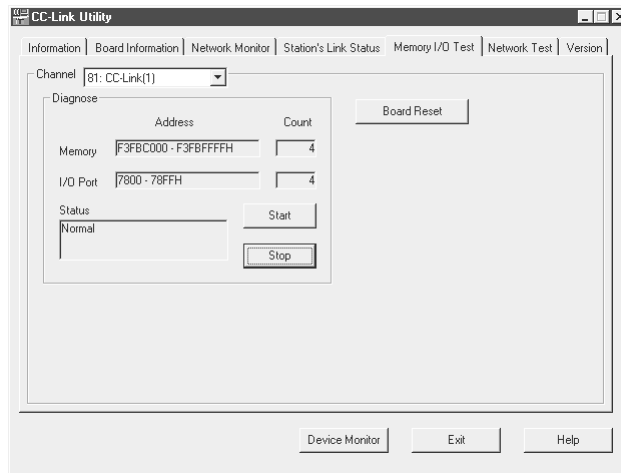 CC-Link Utility
Information Board Information Network Monitor Station's Link Status Memory I/O Test Network Test Version
Channel 81: CC-Link(1)
Diagnose
Address Count
Board Reset
Memory F3FBC000 - F3FBFFFFH 4
I/O Port 7800 - 78FFH 4
Status
Normal
Start
Stop
Device Monitor Exit Help